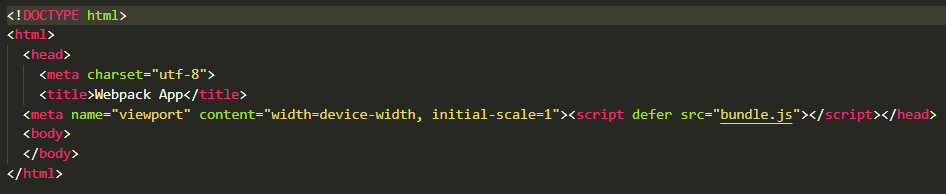 <!DOCTYPE html>
<html>
  <head>
    <meta charset="utf-8">
    <title>Webpack App</title>
  <meta name="viewport" content="width=device-width, initial-scale=1"><script defer src="bundle.js"></script></head>
  <body>
  </body>
</html>